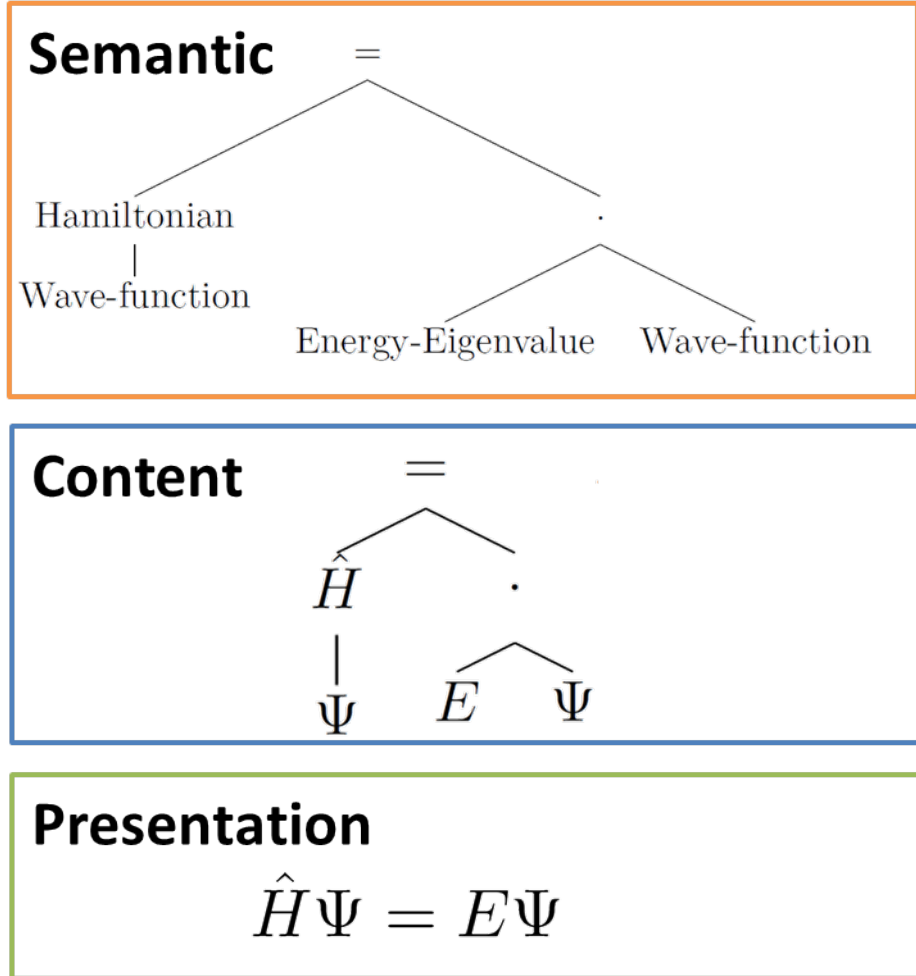 Semantic
=
Hamiltonian ·
Wave-function
Energy-Eigenvalue Wave-function
Content
=
Ĥ ·
Ψ E Ψ
Presentation
ĤΨ = EΨ